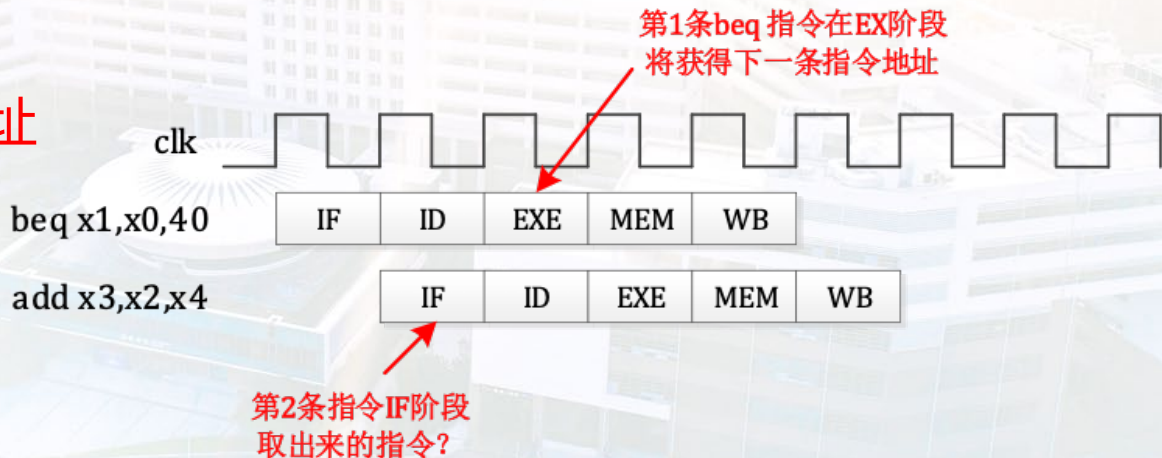 第1条beq 指令在EX阶段
将获得下一条指令地址
址
clk
beq x1,x0,40
IF ID EXE MEM WB
add x3,x2,x4
IF ID EXE MEM WB
第2条指令IF阶段
取出来的指令?